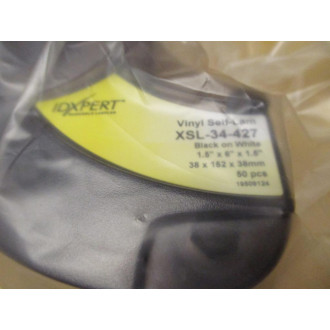 IDXPERT™
Vinyl Self-Lam
XSL-34-427
Black on White
1.5" x 6" x 1.5"
38 x 152 x 38mm
50 pcs